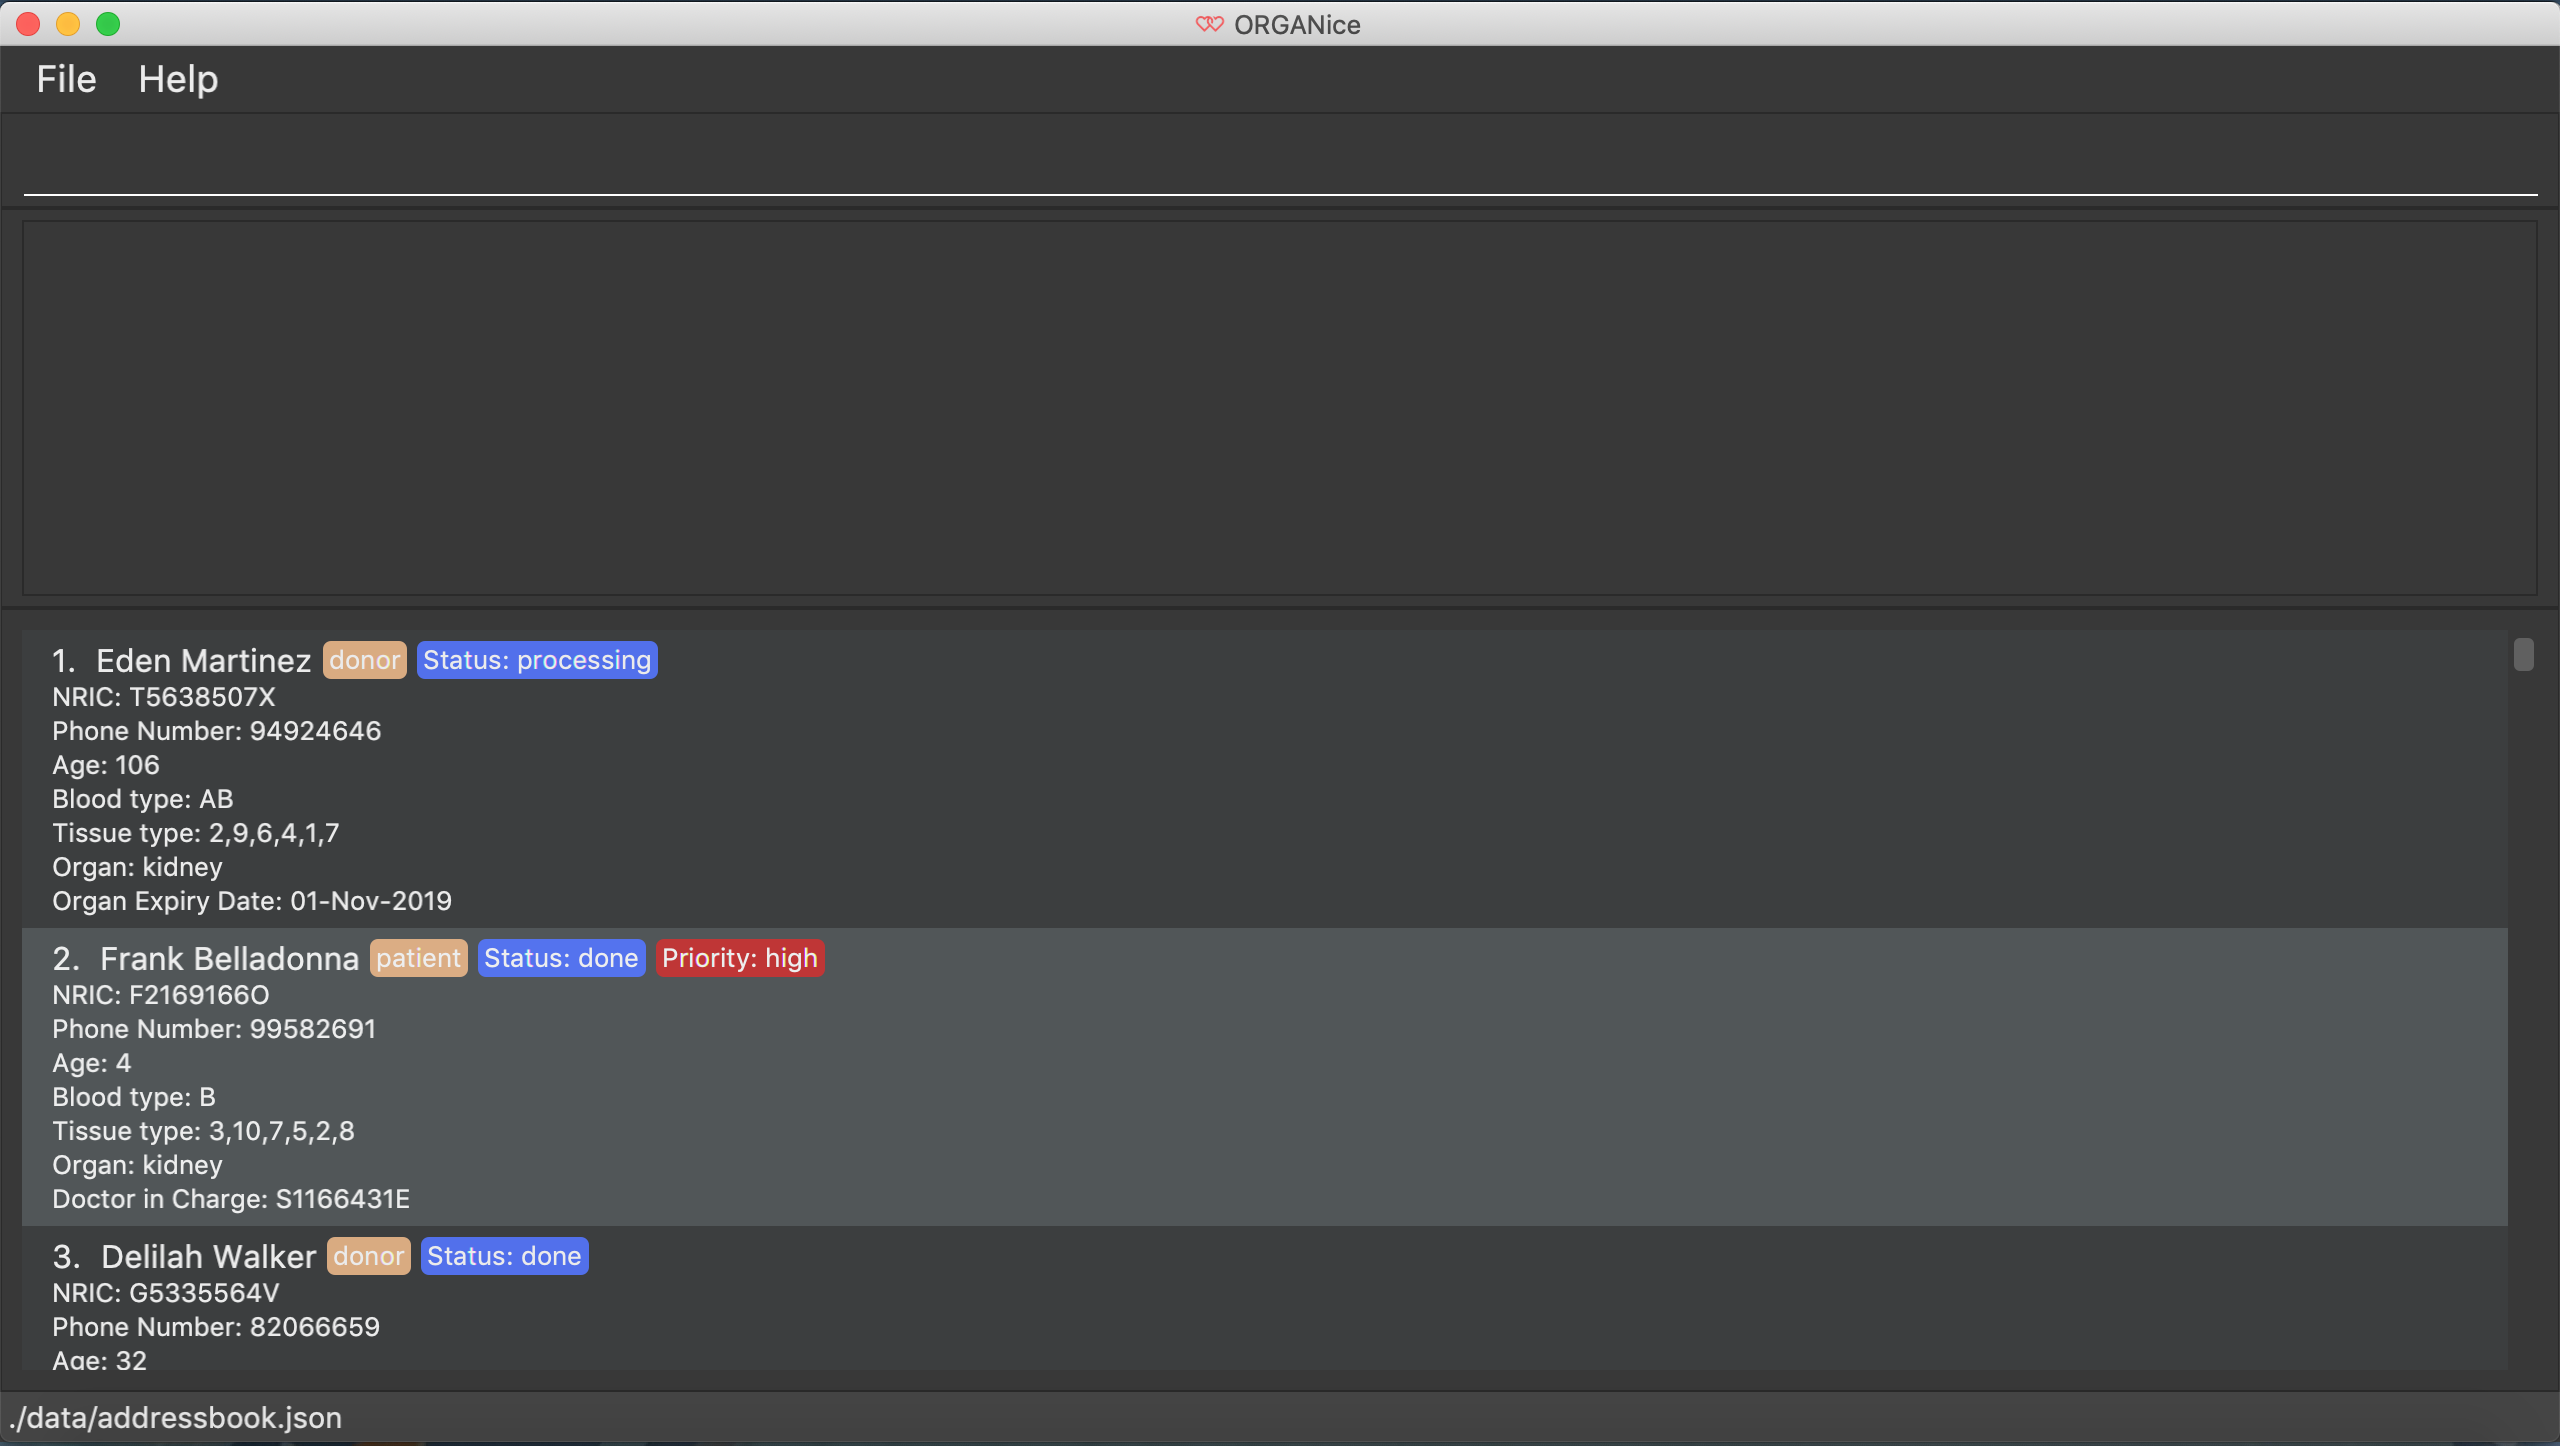 ORGANice
File Help
1. Eden Martinez donor Status: processing
NRIC: T5638507X
Phone Number: 94924646
Age: 106
Blood type: AB
Tissue type: 2,9,6,4,1,7
Organ: kidney
Organ Expiry Date: 01-Nov-2019
2. Frank Belladonna patient Status: done Priority: high
NRIC: F2169166O
Phone Number: 99582691
Age: 4
Blood type: B
Tissue type: 3,10,7,5,2,8
Organ: kidney
Doctor in Charge: S1166431E
3. Delilah Walker donor Status: done
NRIC: G5335564V
Phone Number: 82066659
Age: 32
./data/addressbook.json